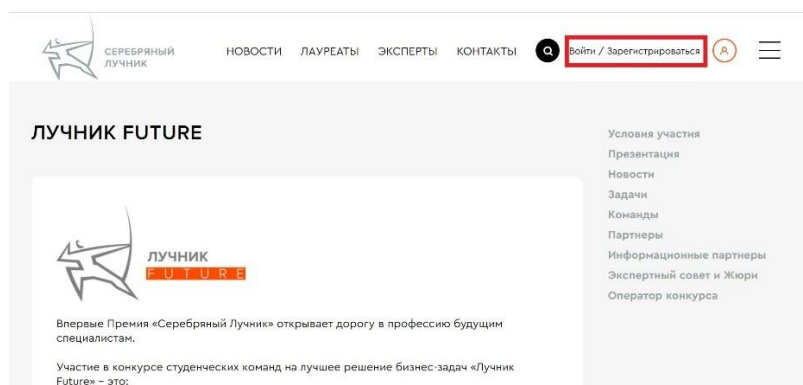 СЕРЕБРЯНЫЙ
ЛУЧНИК
НОВОСТИ ЛАУРЕАТЫ ЭКСПЕРТЫ КОНТАКТЫ Войти / Зарегистрироваться
ЛУЧНИК FUTURE
Условия участия
Презентация
Новости
Задачи
Команды
Партнеры
Информационные партнеры
Экспертный совет и Жюри
Оператор конкурса
ЛУЧНИК
FUTURE
Впервые Премия «Серебряный Лучник» открывает дорогу в профессию будущим
специалистам.
Участие в конкурсе студенческих команд на лучшее решение бизнес-задач «Лучник
Future» – это: